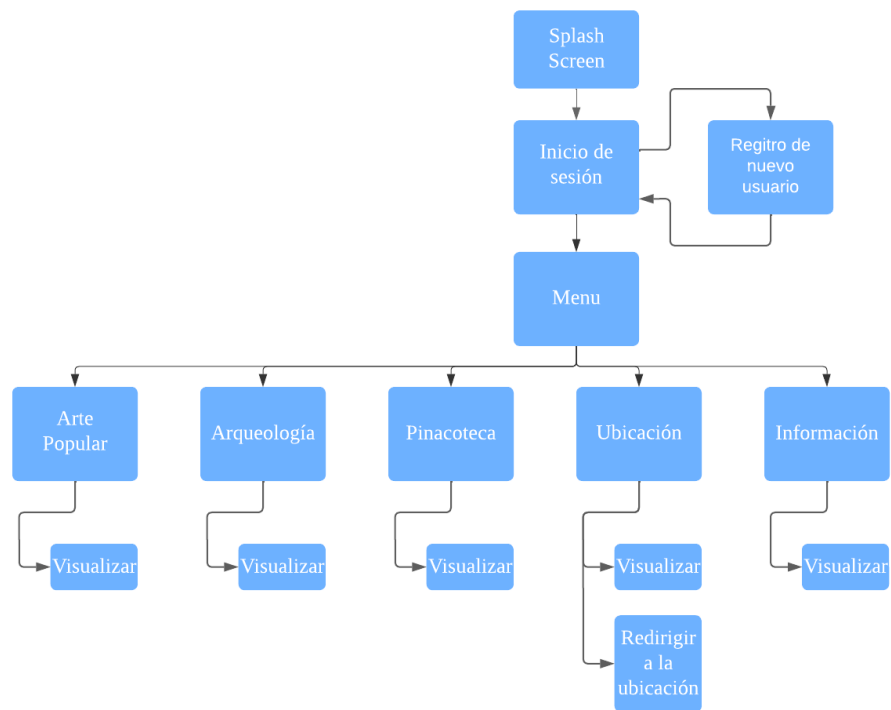 Splash
Screen
Inicio de
sesión
Regitro de
nuevo
usuario
Menu
Arte
Popular
Arqueología
Pinacoteca
Ubicación
Información
Visualizar
Visualizar
Visualizar
Visualizar
Visualizar
Redirigir
a la
ubicación